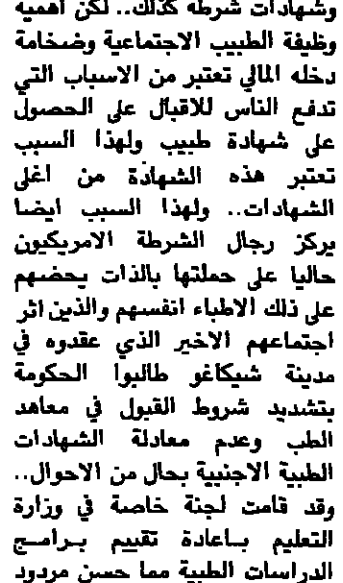 وشهادات شرطة كذلك.. لكن اهمية
وظيفة الطبيب الاجتماعية وضخامة
دخله المالي تعتبر من الاسباب التي
تدفع الناس للاقبال على الحصول
على شهادة طبيب ولهذا السبب
تعتبر هذه الشهادة من اغلى
الشهادات.. ولهذا السبب ايضا
يركز رجال الشرطة الامريكيون
حاليا على حملتها بالذات يحضهم
على ذلك الاطباء انفسهم والذين اثر
اجتماعهم الاخير الذي عقدوه في
مدينة شيكاغو طالبوا الحكومة
بتشديد شروط القبول في معاهد
الطب وعدم معادلة الشهادات
الطبية الاجنبية بحال من الاحوال..
وقد قامت لجنة خاصة في وزارة
التعليم باعادة تقييم برامج
الدراسات الطبية مما حسن مردود